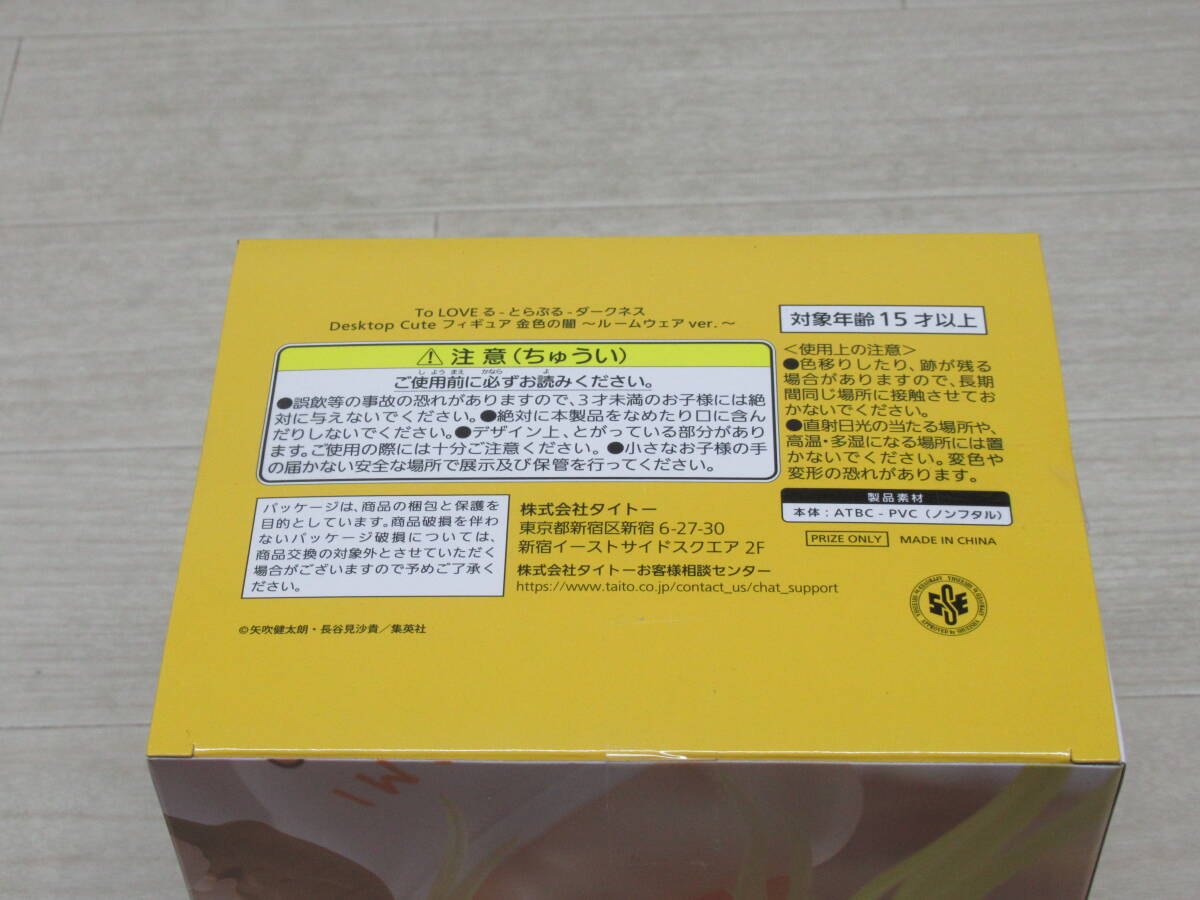 To LOVE る - とらぶる - ダークネス
Desktop Cute フィギュア 金色の闇 ～ルームウェア ver.～
⚠ 注意(ちゅうい)
ご使用前に必ずお読みください。
しようまえ かなら よ
●誤飲等の事故の恐れがありますので、3才未満のお子様には絶
対に与えないでください。●絶対に本製品をなめたり口に含ん
だりしないでください。●デザイン上、とがっている部分があり
ます。ご使用の際には十分ご注意ください。●小さなお子様の手
の届かない安全な場所で展示及び保管を行ってください。
対象年齢15才以上
＜使用上の注意＞
●色移りしたり、跡が残る
場合がありますので、長期
間同じ場所に接触させてお
かないでください。
●直射日光の当たる場所や、
高温・多湿になる場所には置
かないでください。変色や
変形の恐れがあります。
製品素材
本体：ATBC - PVC（ノンフタル）
PRIZE ONLY MADE IN CHINA
パッケージは、商品の梱包と保護を
目的としています。商品破損を伴わ
ないパッケージ破損については、
商品交換の対象外とさせていただく
場合がございますので予めご了承く
ださい。
株式会社タイトー
東京都新宿区新宿 6-27-30
新宿イーストサイドスクエア 2F
株式会社タイトーお客様相談センター
https://www.taito.co.jp/contact_us/chat_support
©矢吹健太朗・長谷見沙貴／集英社
SSE
APPROVED by SHUEISHA